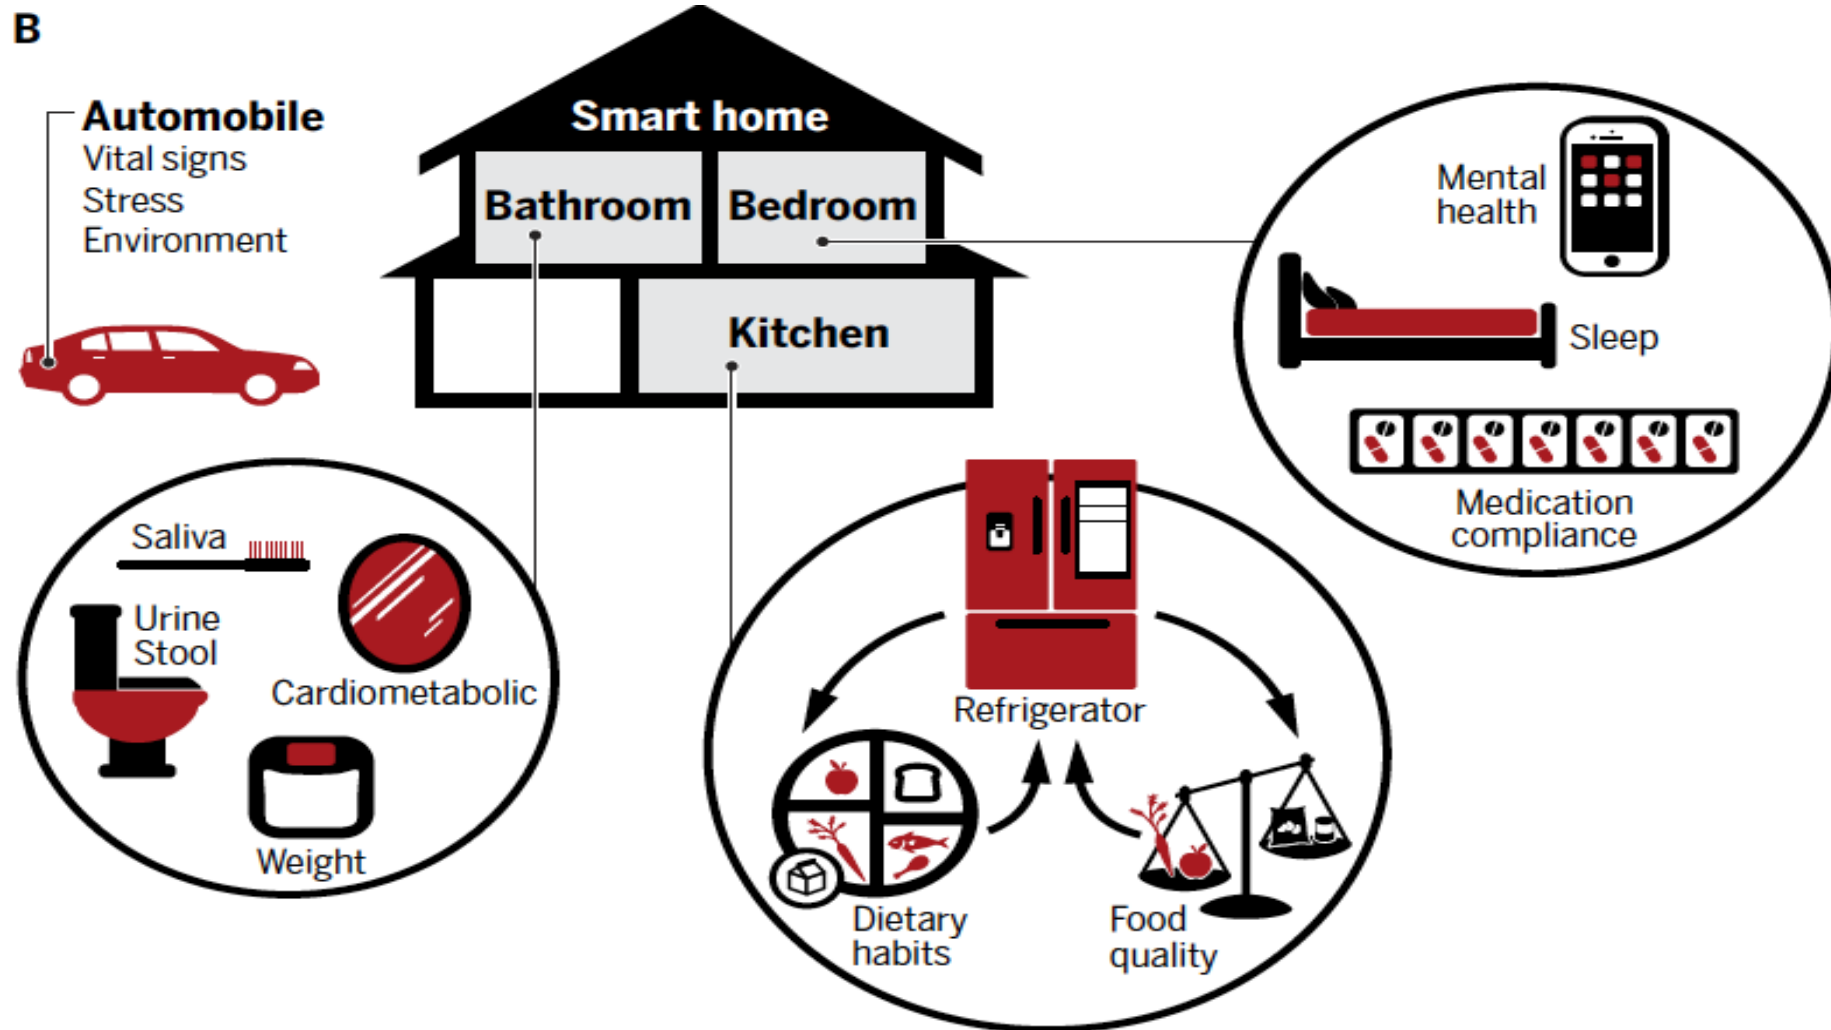 B
Automobile
Vital signs
Stress
Environment
Smart home
Bathroom
Bedroom
Kitchen
Mental
health
Sleep
Medication
compliance
Saliva
Urine
Stool
Cardiometabolic
Weight
Refrigerator
Dietary
habits
Food
quality